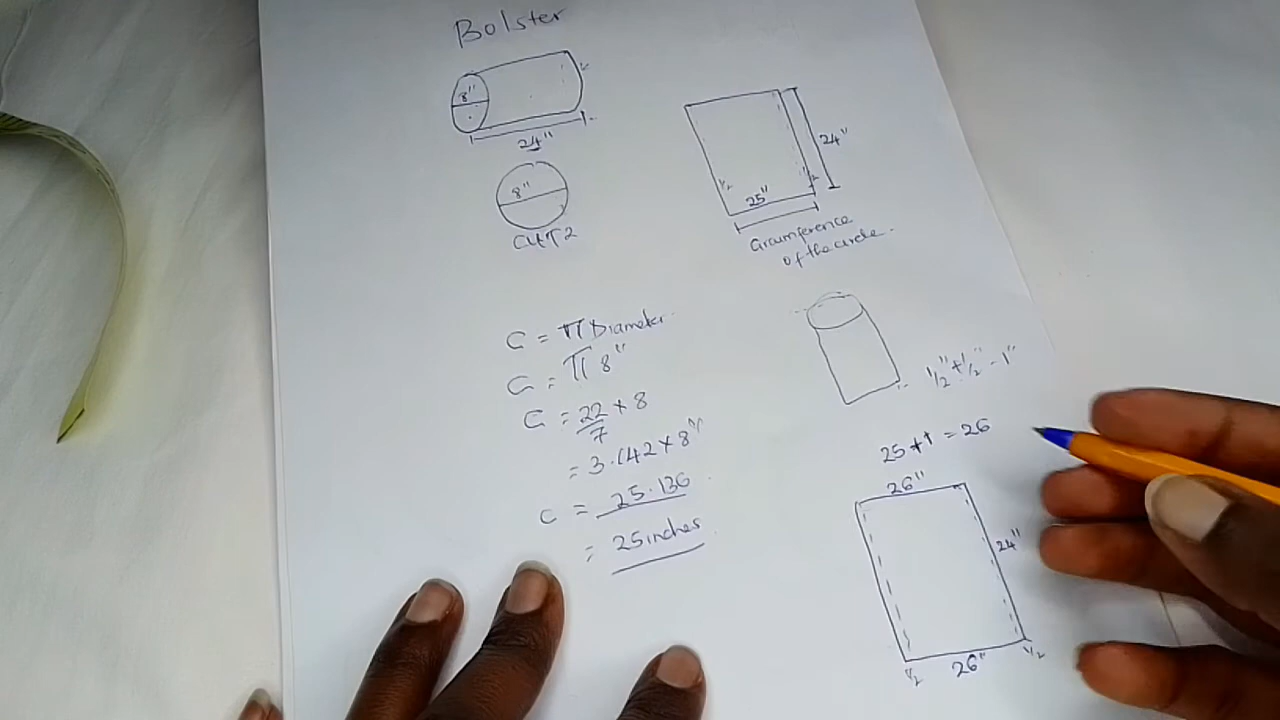 Bolster
8"
24"
8"
CUT 2
24"
1/2
1/2
25"
Circumference
of the circle.
C = π Diameter
C = π 8"
C = 22/7 * 8
= 3.142 * 8"
C = 25.136
= 25 inches
1/2" + 1/2" - 1"
25 + 1 = 26
26"
24"
1/2
26"
1/2